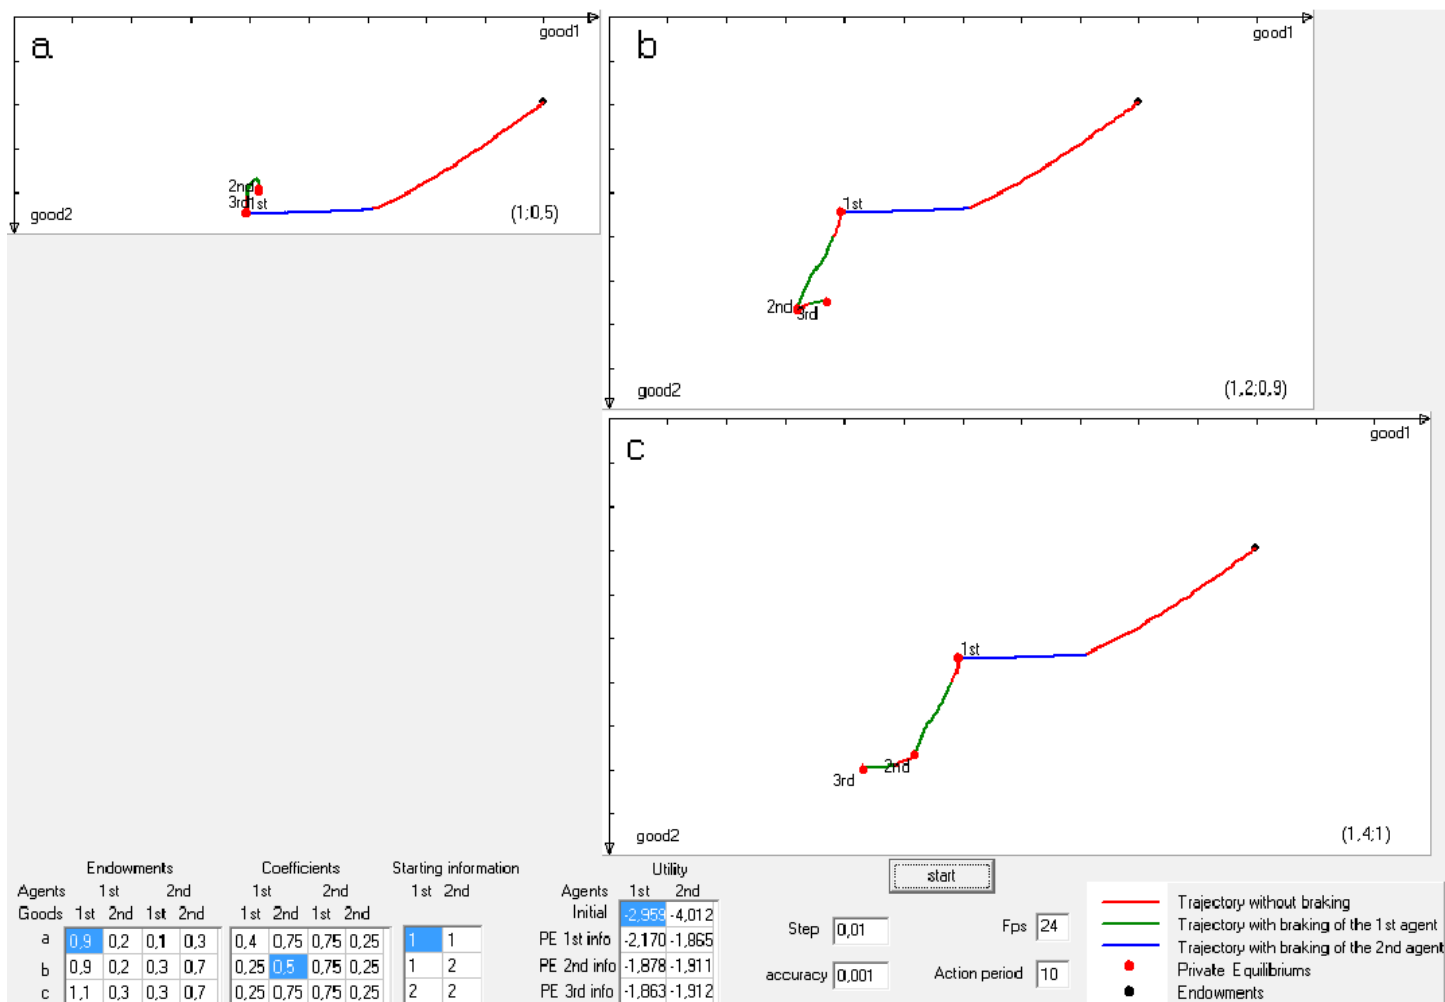 a
good1
2nd
3rd
1st
good2
(1;0,5)
b
good1
1st
2nd
3rd
good2
(1,2;0,9)
c
good1
1st
2nd
3rd
good2
(1,4;1)
Endowments Coefficients Starting information Utility
Agents 1st 2nd 1st 2nd 1st 2nd Agents 1st 2nd
Goods 1st 2nd 1st 2nd 1st 2nd 1st 2nd Initial -2,959 -4,012
a 0,9 0,2 0,1 0,3 0,4 0,75 0,75 0,25 1 1 PE 1st info -2,170 -1,865
b 0,9 0,2 0,3 0,7 0,25 0,5 0,75 0,25 1 2 PE 2nd info -1,878 -1,911
c 1,1 0,3 0,3 0,7 0,25 0,75 0,75 0,25 2 2 PE 3rd info -1,863 -1,912
start
Step 0,01 Fps 24
accuracy 0,001 Action period 10
Trajectory without braking
Trajectory with braking of the 1st agent
Trajectory with braking of the 2nd agent
Private Equilibriums
Endowments